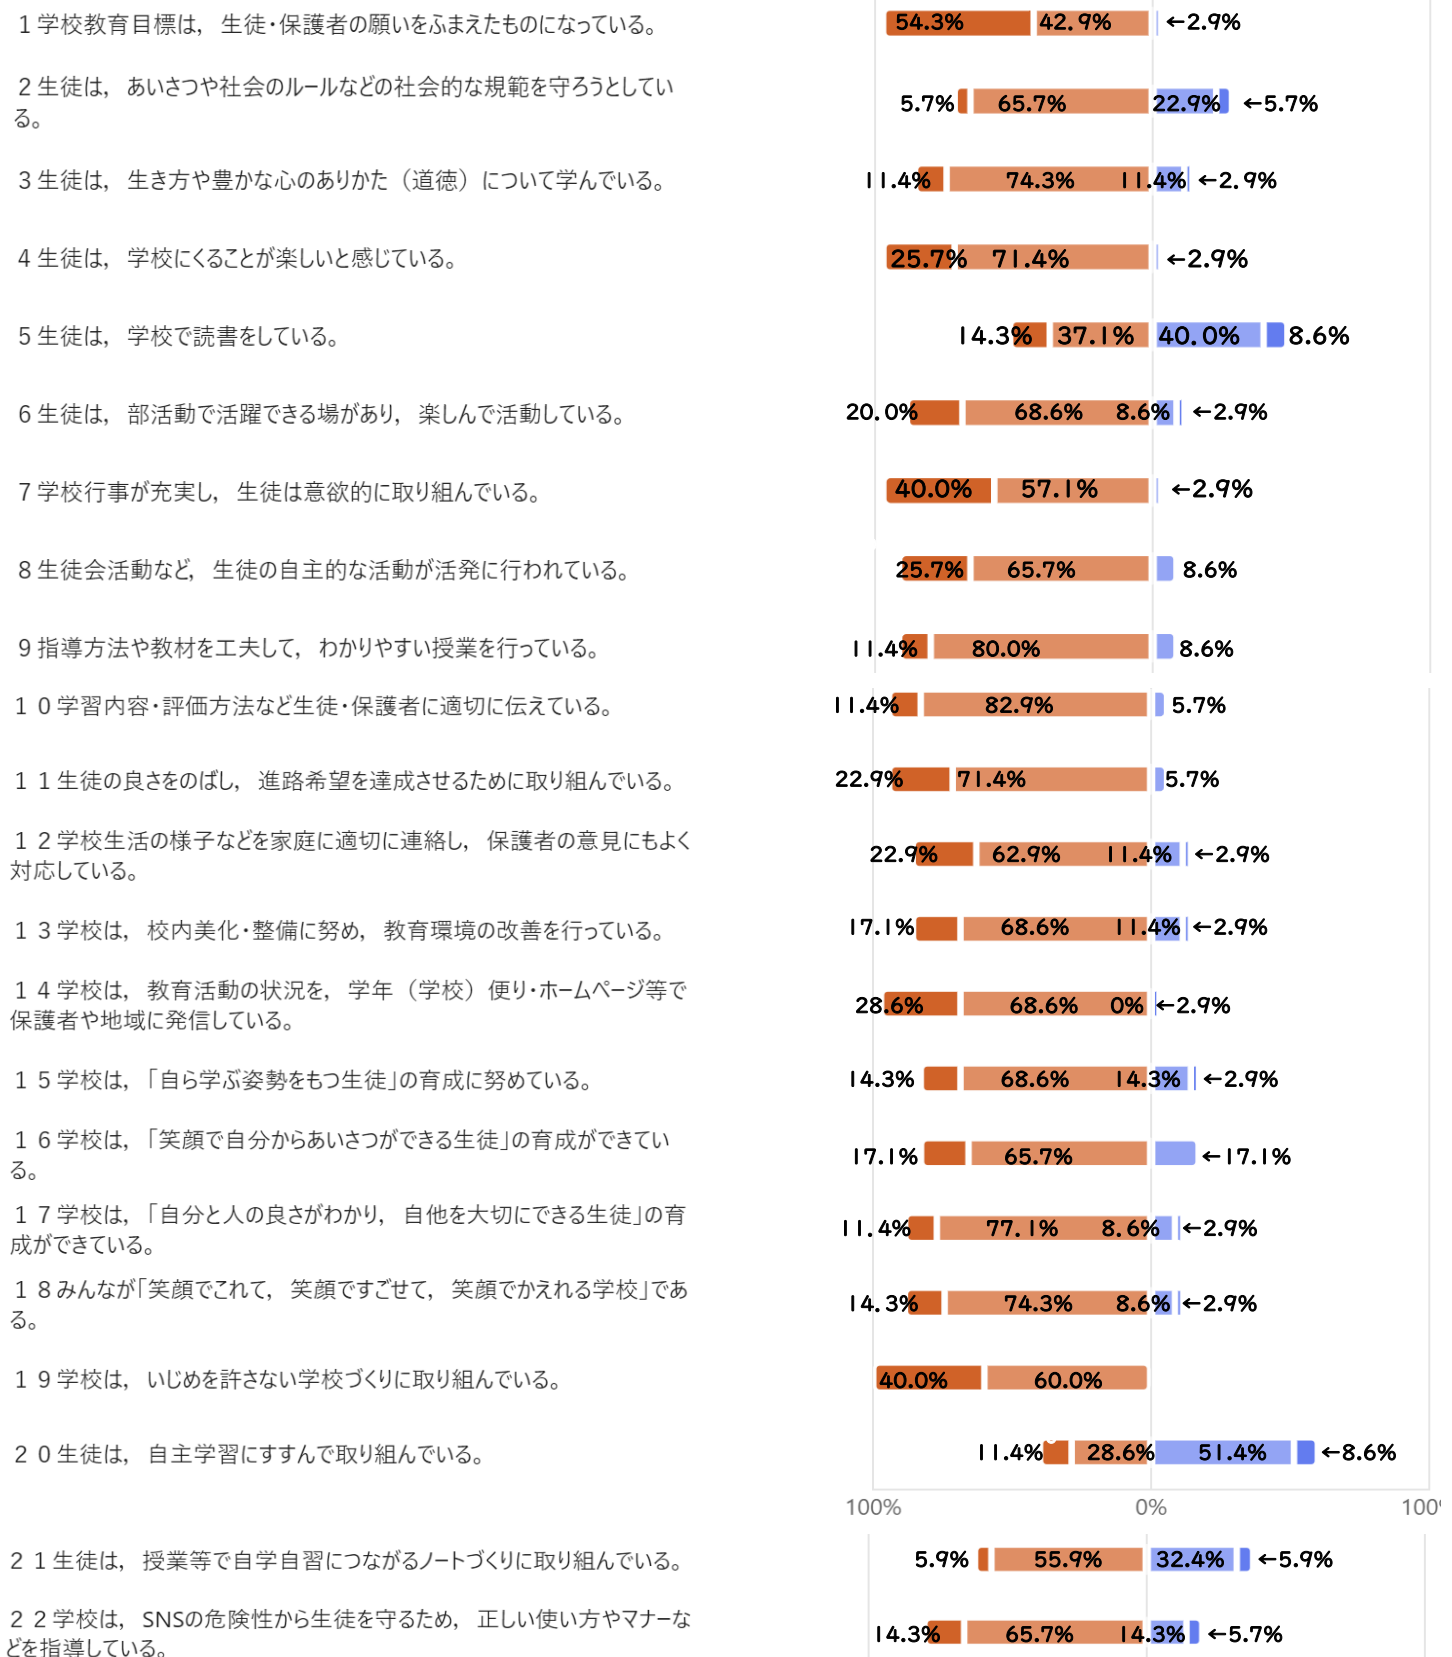 1学校教育目標は，生徒・保護者の願いをふまえたものになっている。 54.3% 42.9% ←2.9%
2生徒は，あいさつや社会のルールなどの社会的な規範を守ろうとしてい
る。 5.7% 65.7% 22.9% ←5.7%
3生徒は，生き方や豊かな心のありかた（道徳）について学んでいる。 11.4% 74.3% 11.4% ←2.9%
4生徒は，学校にくることが楽しいと感じている。 25.7% 71.4% ←2.9%
5生徒は，学校で読書をしている。 14.3% 37.1% 40.0% 8.6%
6生徒は，部活動で活躍できる場があり，楽しんで活動している。 20.0% 68.6% 8.6% ←2.9%
7学校行事が充実し，生徒は意欲的に取り組んでいる。 40.0% 57.1% ←2.9%
8生徒会活動など，生徒の自主的な活動が活発に行われている。 25.7% 65.7% 8.6%
9指導方法や教材を工夫して，わかりやすい授業を行っている。 11.4% 80.0% 8.6%
10学習内容・評価方法など生徒・保護者に適切に伝えている。 11.4% 82.9% 5.7%
11生徒の良さをのばし，進路希望を達成させるために取り組んでいる。 22.9% 71.4% 5.7%
12学校生活の様子などを家庭に適切に連絡し，保護者の意見にもよく
対応している。 22.9% 62.9% 11.4% ←2.9%
13学校は，校内美化・整備に努め，教育環境の改善を行っている。 17.1% 68.6% 11.4% ←2.9%
14学校は，教育活動の状況を，学年（学校）便り・ホームページ等で
保護者や地域に発信している。 28.6% 68.6% 0% ←2.9%
15学校は，「自ら学ぶ姿勢をもつ生徒」の育成に努めている。 14.3% 68.6% 14.3% ←2.9%
16学校は，「笑顔で自分からあいさつができる生徒」の育成ができてい
る。 17.1% 65.7% ←17.1%
17学校は，「自分と人の良さがわかり，自他を大切にできる生徒」の育
成ができている。 11.4% 77.1% 8.6% ←2.9%
18みんなが「笑顔でこれて，笑顔ですごせて，笑顔でかえれる学校」であ
る。 14.3% 74.3% 8.6% ←2.9%
19学校は，いじめを許さない学校づくりに取り組んでいる。 40.0% 60.0%
20生徒は，自主学習にすすんで取り組んでいる。 11.4% 28.6% 51.4% ←8.6%
100% 0% 100%
21生徒は，授業等で自学自習につながるノートづくりに取り組んでいる。 5.9% 55.9% 32.4% ←5.9%
22学校は，SNSの危険性から生徒を守るため，正しい使い方やマナーな
どを指導している。 14.3% 65.7% 14.3% ←5.7%